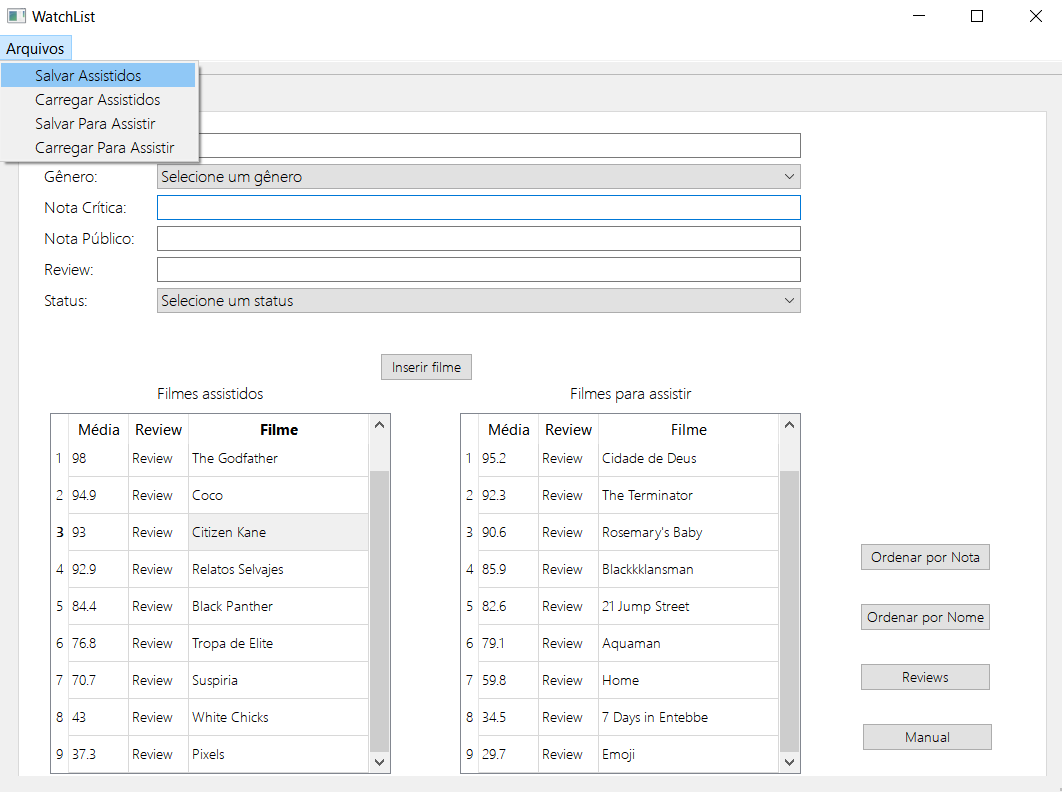 WatchList
Arquivos
Salvar Assistidos
Carregar Assistidos
Salvar Para Assistir
Carregar Para Assistir
Gênero: Selecione um gênero
Nota Crítica:
Nota Público:
Review:
Status: Selecione um status
Inserir filme
Filmes assistidos Filmes para assistir
Média Review Filme Média Review Filme
1 98 Review The Godfather 1 95.2 Review Cidade de Deus
2 94.9 Review Coco 2 92.3 Review The Terminator
3 93 Review Citizen Kane 3 90.6 Review Rosemary's Baby
4 92.9 Review Relatos Selvajes 4 85.9 Review Blackkklansman
5 84.4 Review Black Panther 5 82.6 Review 21 Jump Street
6 76.8 Review Tropa de Elite 6 79.1 Review Aquaman
7 70.7 Review Suspiria 7 59.8 Review Home
8 43 Review White Chicks 8 34.5 Review 7 Days in Entebbe
9 37.3 Review Pixels 9 29.7 Review Emoji
Ordenar por Nota
Ordenar por Nome
Reviews
Manual